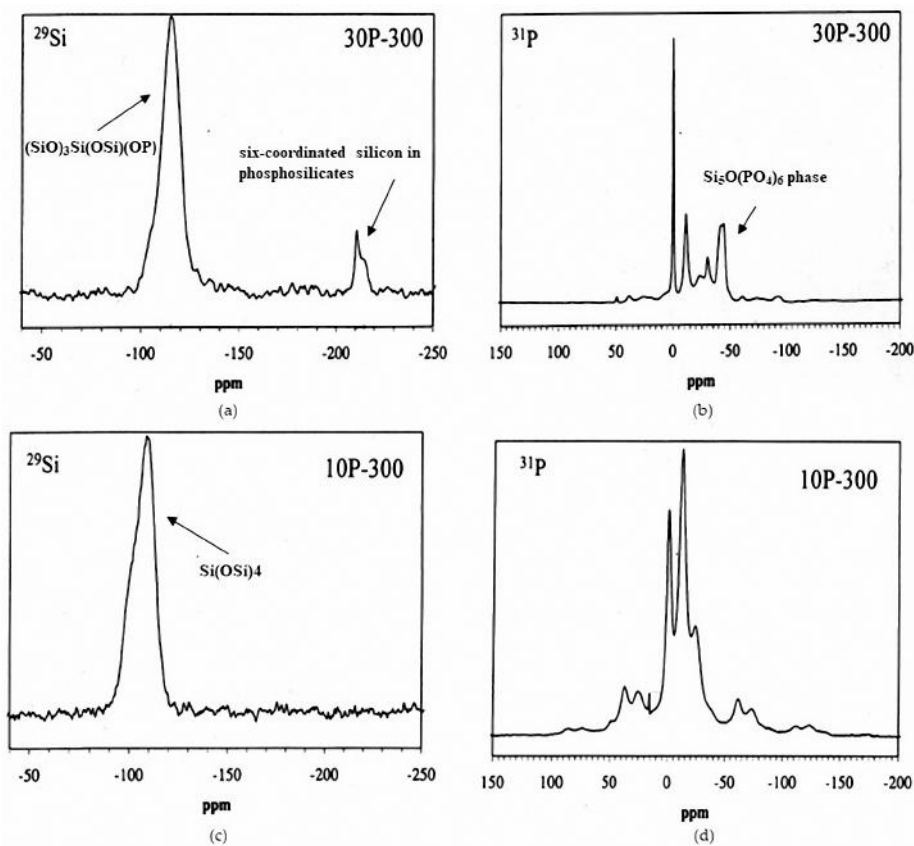 ²⁹Si
30P-300
(SiO)₃Si(OSi)(OP)
six-coordinated silicon in
phosphosilicates
-50 -100 -150 -200 -250
ppm
(a)
³¹P
30P-300
Si₅O(PO₄)₆ phase
150 100 50 0 -50 -100 -150 -200
ppm
(b)
²⁹Si
10P-300
Si(OSi)4
-50 -100 -150 -200 -250
ppm
(c)
³¹P
10P-300
150 100 50 0 -50 -100 -150 -200
ppm
(d)